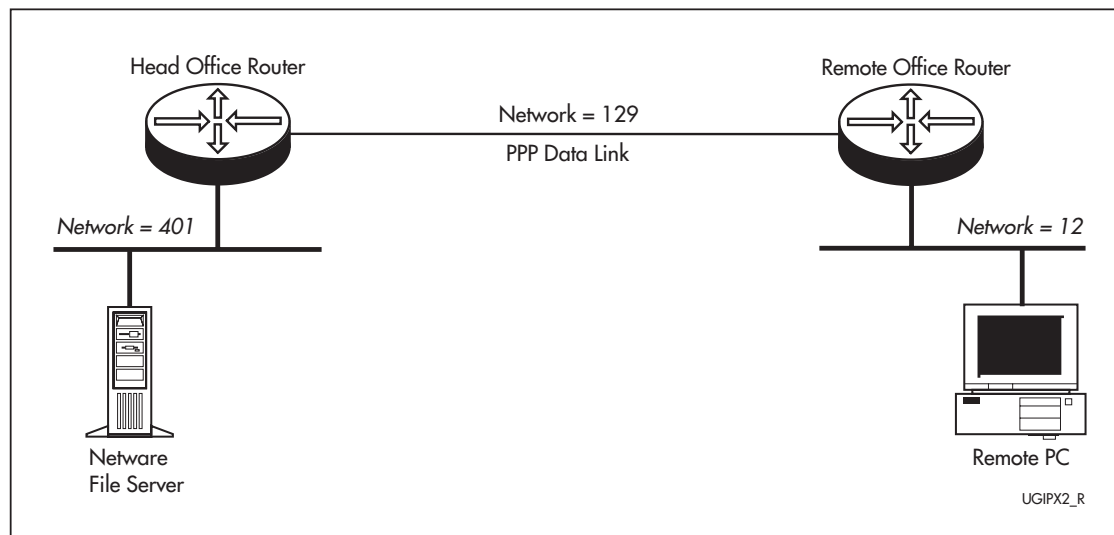 Head Office Router
Remote Office Router
Network = 129
PPP Data Link
Network = 401
Network = 12
Netware
File Server
Remote PC
UGIPX2_R